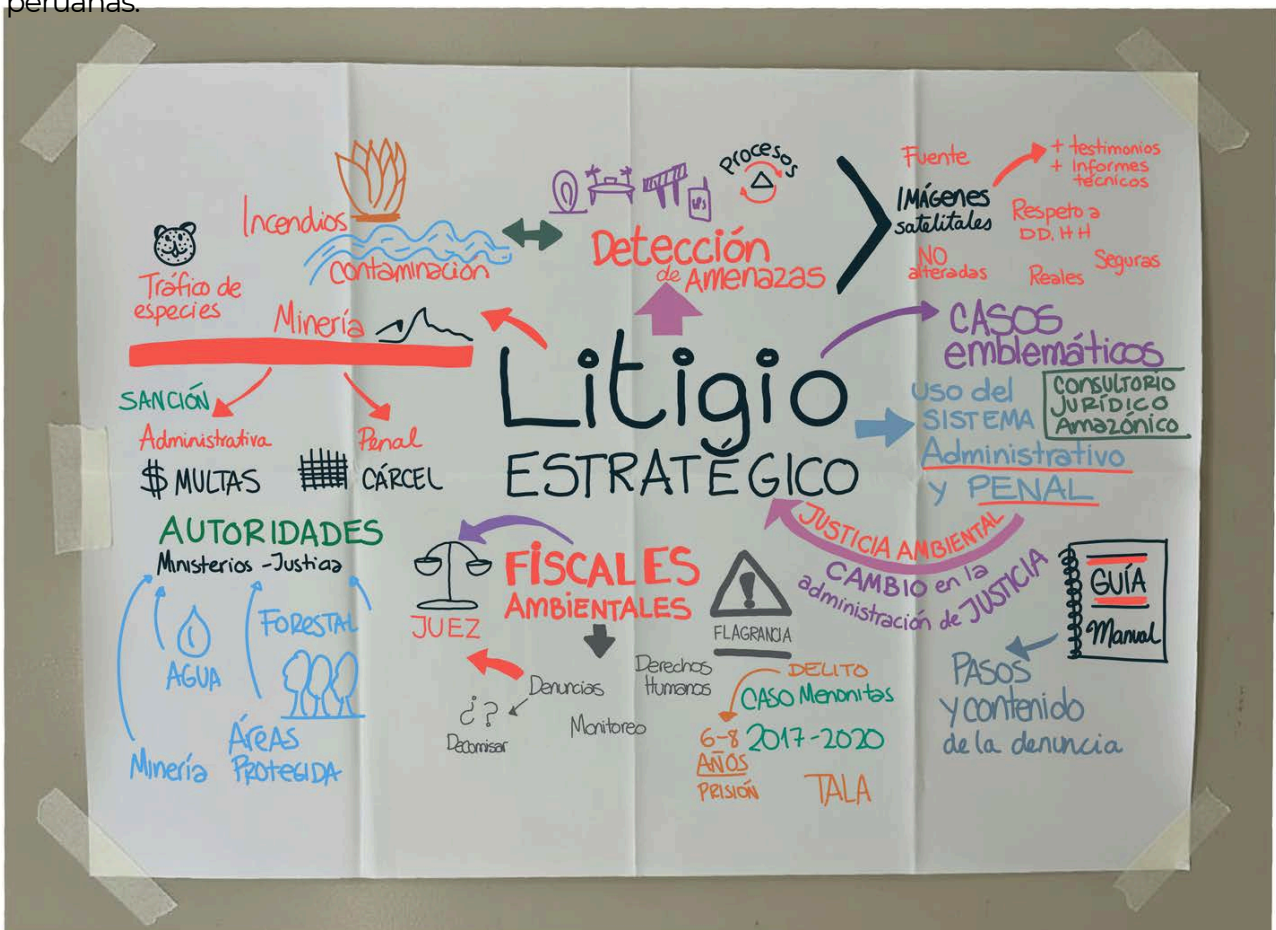 peruanas.
Incendios
contaminación
Tráfico de
especies
Minería
SANCIÓN
Administrativa
Penal
$ MULTAS
CÁRCEL
AUTORIDADES
Ministerios - Justicia
AGUA
FORESTAL
Minería
ÁREAS
PROTEGIDA
GPS
Procesos
Detección
de AMENAZAS
Fuente
IMÁGENES
satelitales
NO
alteradas
+ testimonios
+ Informes
técnicos
Respeto a
DD.HH
Reales
Seguras
Litigio
ESTRATÉGICO
CASOS
emblemáticos
Uso del
SISTEMA
Administrativo
y PENAL
CONSULTORIO
JURÍDICO
Amazónico
JUSTICIA AMBIENTAL
CAMBIO en la
administración de JUSTICIA
FISCALES
AMBIENTALES
JUEZ
Denuncias
¿?
Decomisar
Monitoreo
Derechos
Humanos
FLAGRANCIA
DELITO
CASO Menonitas
2017-2020
6-8
AÑOS
PRISIÓN
TALA
GUÍA
Manual
PASOS
y contenido
de la denuncia